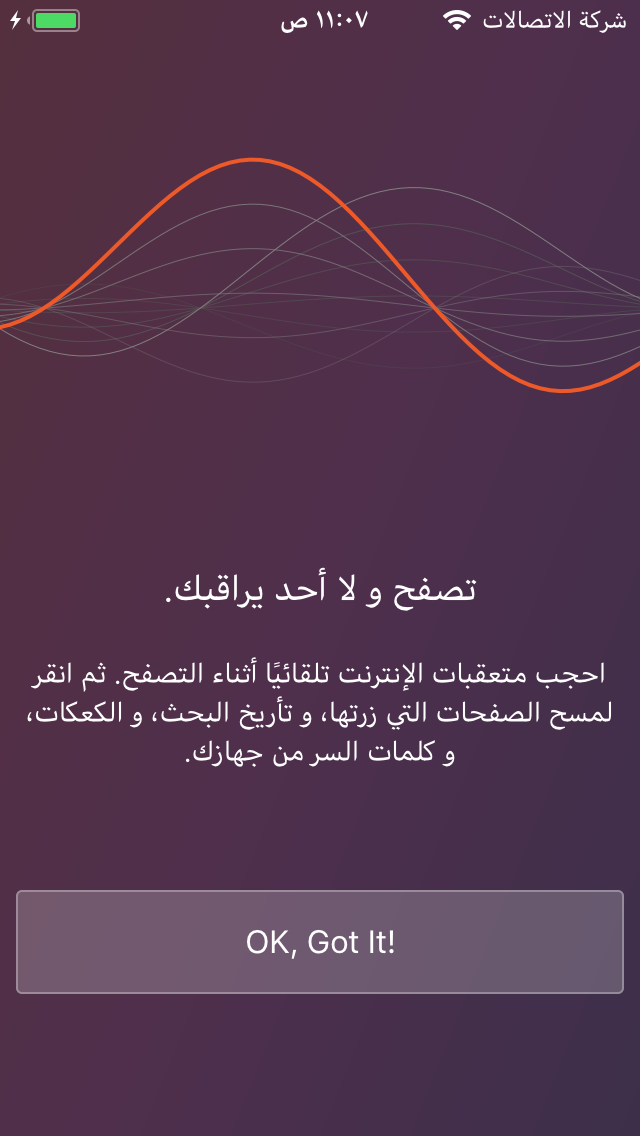 شركة الاتصالات ١١:٠٧ ص
تصفح و لا أحد يراقبك.
احجب متعقبات الإنترنت تلقائيًا أثناء التصفح. ثم انقر
لمسح الصفحات التي زرتها، و تأريخ البحث، و الكعكات،
و كلمات السر من جهازك.
OK, Got It!